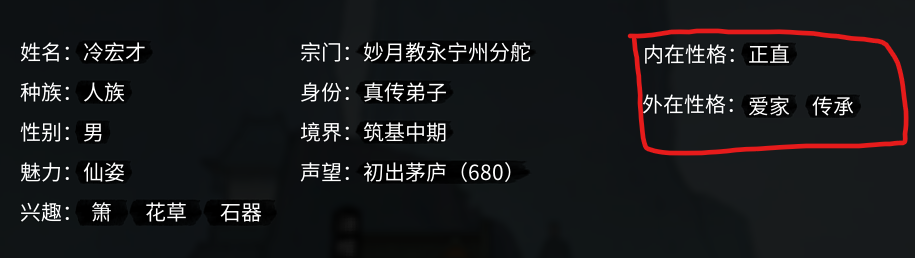 姓名：冷宏才
种族：人族
性别：男
魅力：仙姿
兴趣：箫 花草 石器
宗门：妙月教永宁州分舵
身份：真传弟子
境界：筑基中期
声望：初出茅庐（680）
内在性格：正直
外在性格：爱家 传承